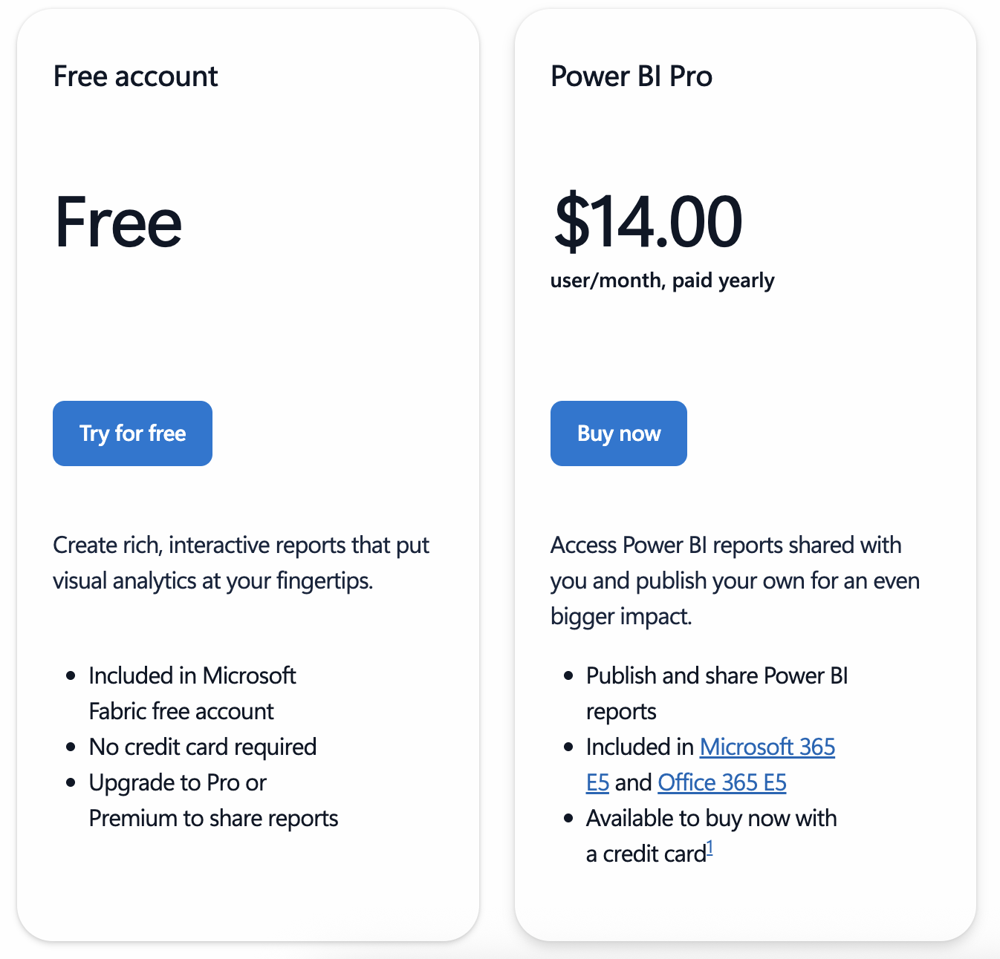 Free account
Free
Try for free
Create rich, interactive reports that put
visual analytics at your fingertips.
Included in Microsoft
Fabric free account
No credit card required
Upgrade to Pro or
Premium to share reports
Power BI Pro
$14.00
user/month, paid yearly
Buy now
Access Power BI reports shared with
you and publish your own for an even
bigger impact.
Publish and share Power BI
reports
Included in Microsoft 365
E5 and Office 365 E5
Available to buy now with
a credit card1